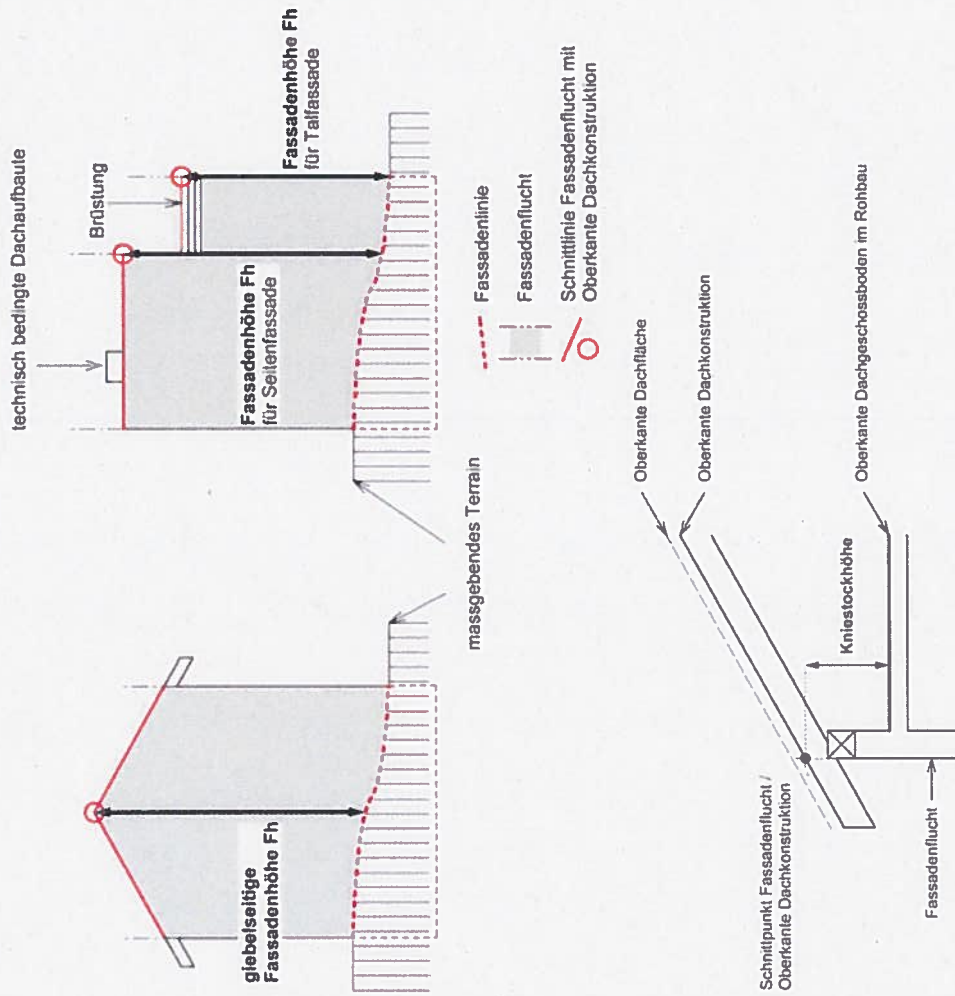 technisch bedingte Dachaufbaute
Brüstung
giebelseitige
Fassadenhöhe Fh
Fassadenhöhe Fh
für Seitenfassade
Fassadenhöhe Fh
für Talfassade
massgebendes Terrain
Fassadenlinie
Fassadenflucht
Schnittlinie Fassadenflucht mit
Oberkante Dachkonstruktion
Schnittpunkt Fassadenflucht /
Oberkante Dachkonstruktion
Oberkante Dachfläche
Oberkante Dachkonstruktion
Kniestockhöhe
Oberkante Dachgeschossboden im Rohbau
Fassadenflucht